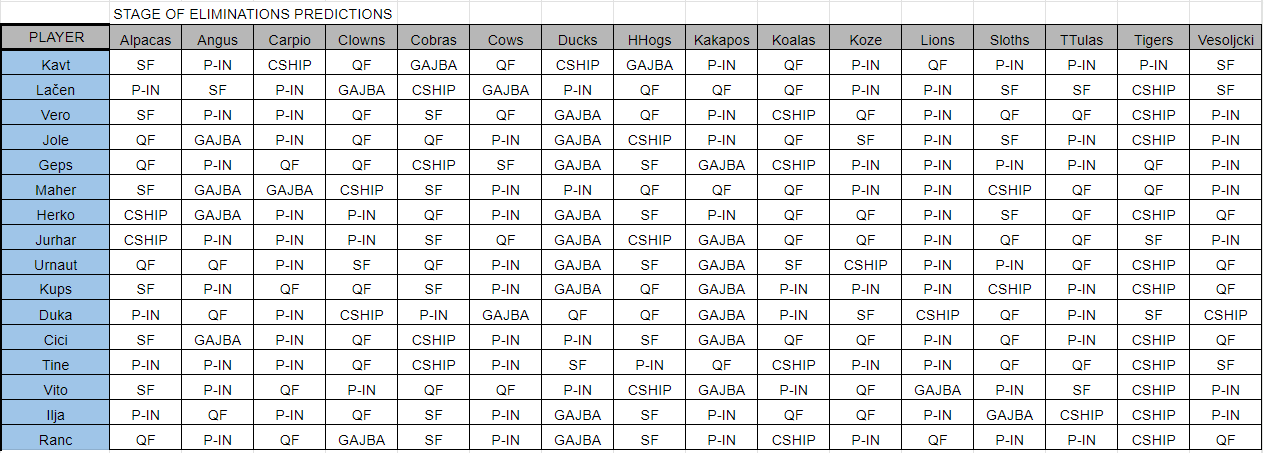 STAGE OF ELIMINATIONS PREDICTIONS
PLAYER Alpacas Angus Carpio Clowns Cobras Cows Ducks HHogs Kakapos Koalas Koze Lions Sloths TTulas Tigers Vesoljcki
Kavt SF P-IN CSHIP QF GAJBA QF CSHIP GAJBA P-IN QF P-IN QF P-IN P-IN P-IN SF
Lačen P-IN SF P-IN GAJBA CSHIP GAJBA P-IN QF QF QF P-IN P-IN SF SF CSHIP SF
Vero SF P-IN P-IN QF SF QF GAJBA QF P-IN CSHIP QF P-IN QF QF CSHIP P-IN
Jole QF GAJBA P-IN QF QF P-IN GAJBA CSHIP P-IN QF SF P-IN SF P-IN CSHIP P-IN
Geps QF P-IN QF QF CSHIP SF GAJBA SF GAJBA CSHIP P-IN P-IN P-IN P-IN QF P-IN
Maher SF GAJBA GAJBA CSHIP SF P-IN P-IN QF QF QF P-IN P-IN CSHIP QF QF P-IN
Herko CSHIP GAJBA P-IN P-IN QF P-IN GAJBA SF P-IN QF QF P-IN SF QF CSHIP QF
Jurhar CSHIP P-IN P-IN P-IN SF QF GAJBA CSHIP GAJBA QF QF P-IN QF QF SF P-IN
Urnaut QF QF P-IN SF QF P-IN GAJBA SF GAJBA SF CSHIP P-IN P-IN QF CSHIP QF
Kups SF P-IN QF QF SF P-IN GAJBA QF GAJBA P-IN P-IN P-IN CSHIP P-IN CSHIP QF
Duka P-IN QF P-IN CSHIP P-IN GAJBA QF QF GAJBA P-IN SF CSHIP QF P-IN SF CSHIP
Cici SF GAJBA P-IN QF CSHIP P-IN P-IN SF GAJBA QF QF P-IN QF P-IN CSHIP QF
Tine P-IN P-IN P-IN QF CSHIP P-IN SF P-IN QF CSHIP P-IN P-IN QF QF CSHIP SF
Vito SF P-IN QF P-IN QF QF P-IN CSHIP GAJBA P-IN QF GAJBA P-IN SF CSHIP P-IN
Ilja P-IN QF P-IN QF SF P-IN GAJBA SF P-IN QF QF P-IN GAJBA CSHIP CSHIP P-IN
Ranc QF P-IN QF GAJBA SF P-IN GAJBA SF P-IN CSHIP P-IN QF P-IN P-IN CSHIP QF